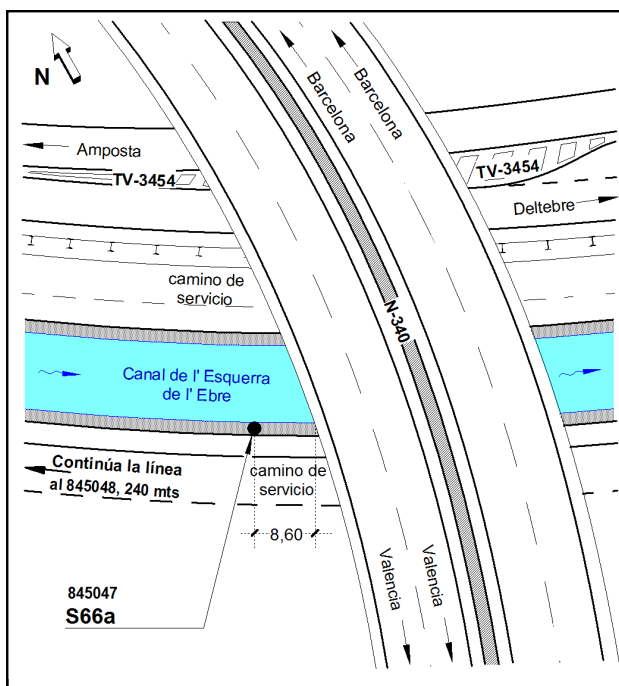 N
Barcelona
Barcelona
Amposta
TV-3454
TV-3454
Deltebre
camino de
servicio
N-340
Canal de l' Esquerra
de l' Ebre
Continúa la línea
al 845048, 240 mts
camino de
servicio
8,60
Valencia
Valencia
845047
S66a